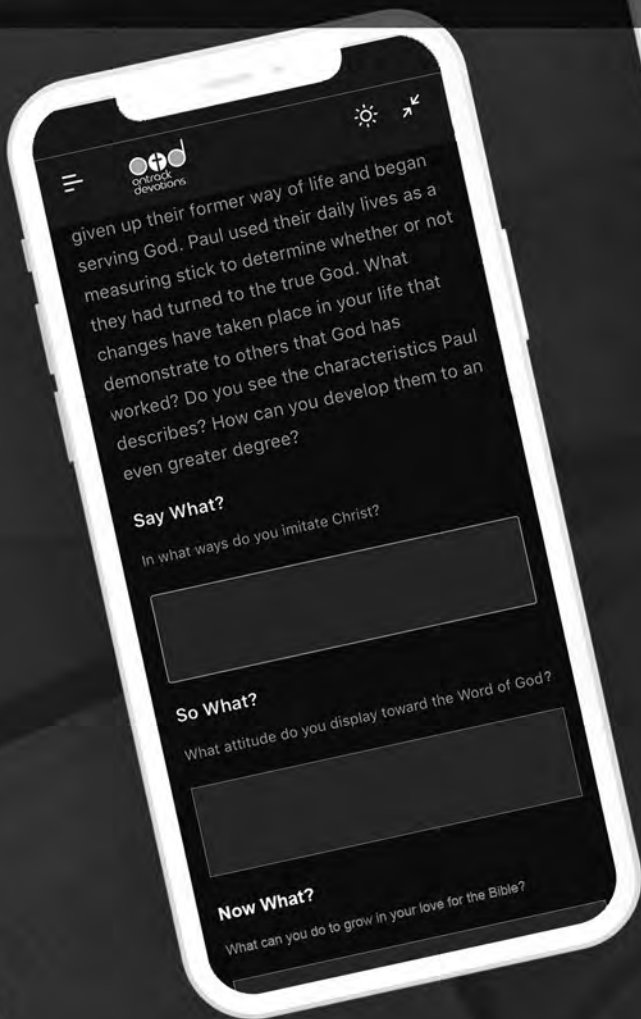 ood
ontrack
devotions
given up their former way of life and began
serving God. Paul used their daily lives as a
measuring stick to determine whether or not
they had turned to the true God. What
changes have taken place in your life that
demonstrate to others that God has
worked? Do you see the characteristics Paul
describes? How can you develop them to an
even greater degree?
Say What?
In what ways do you imitate Christ?
So What?
What attitude do you display toward the Word of God?
Now What?
What can you do to grow in your love for the Bible?